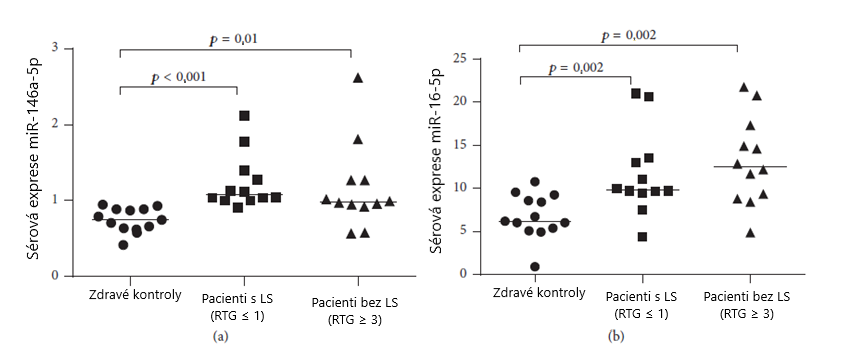 Sérová exprese miR-146a-5p
3
2
1
0
p = 0,01
p < 0,001
Zdravé kontroly
Pacienti s LS
(RTG ≤ 1)
Pacienti bez LS
(RTG ≥ 3)
(a)
Sérová exprese miR-16-5p
25
20
15
10
5
0
p = 0,002
p = 0,002
Zdravé kontroly
Pacienti s LS
(RTG ≤ 1)
Pacienti bez LS
(RTG ≥ 3)
(b)